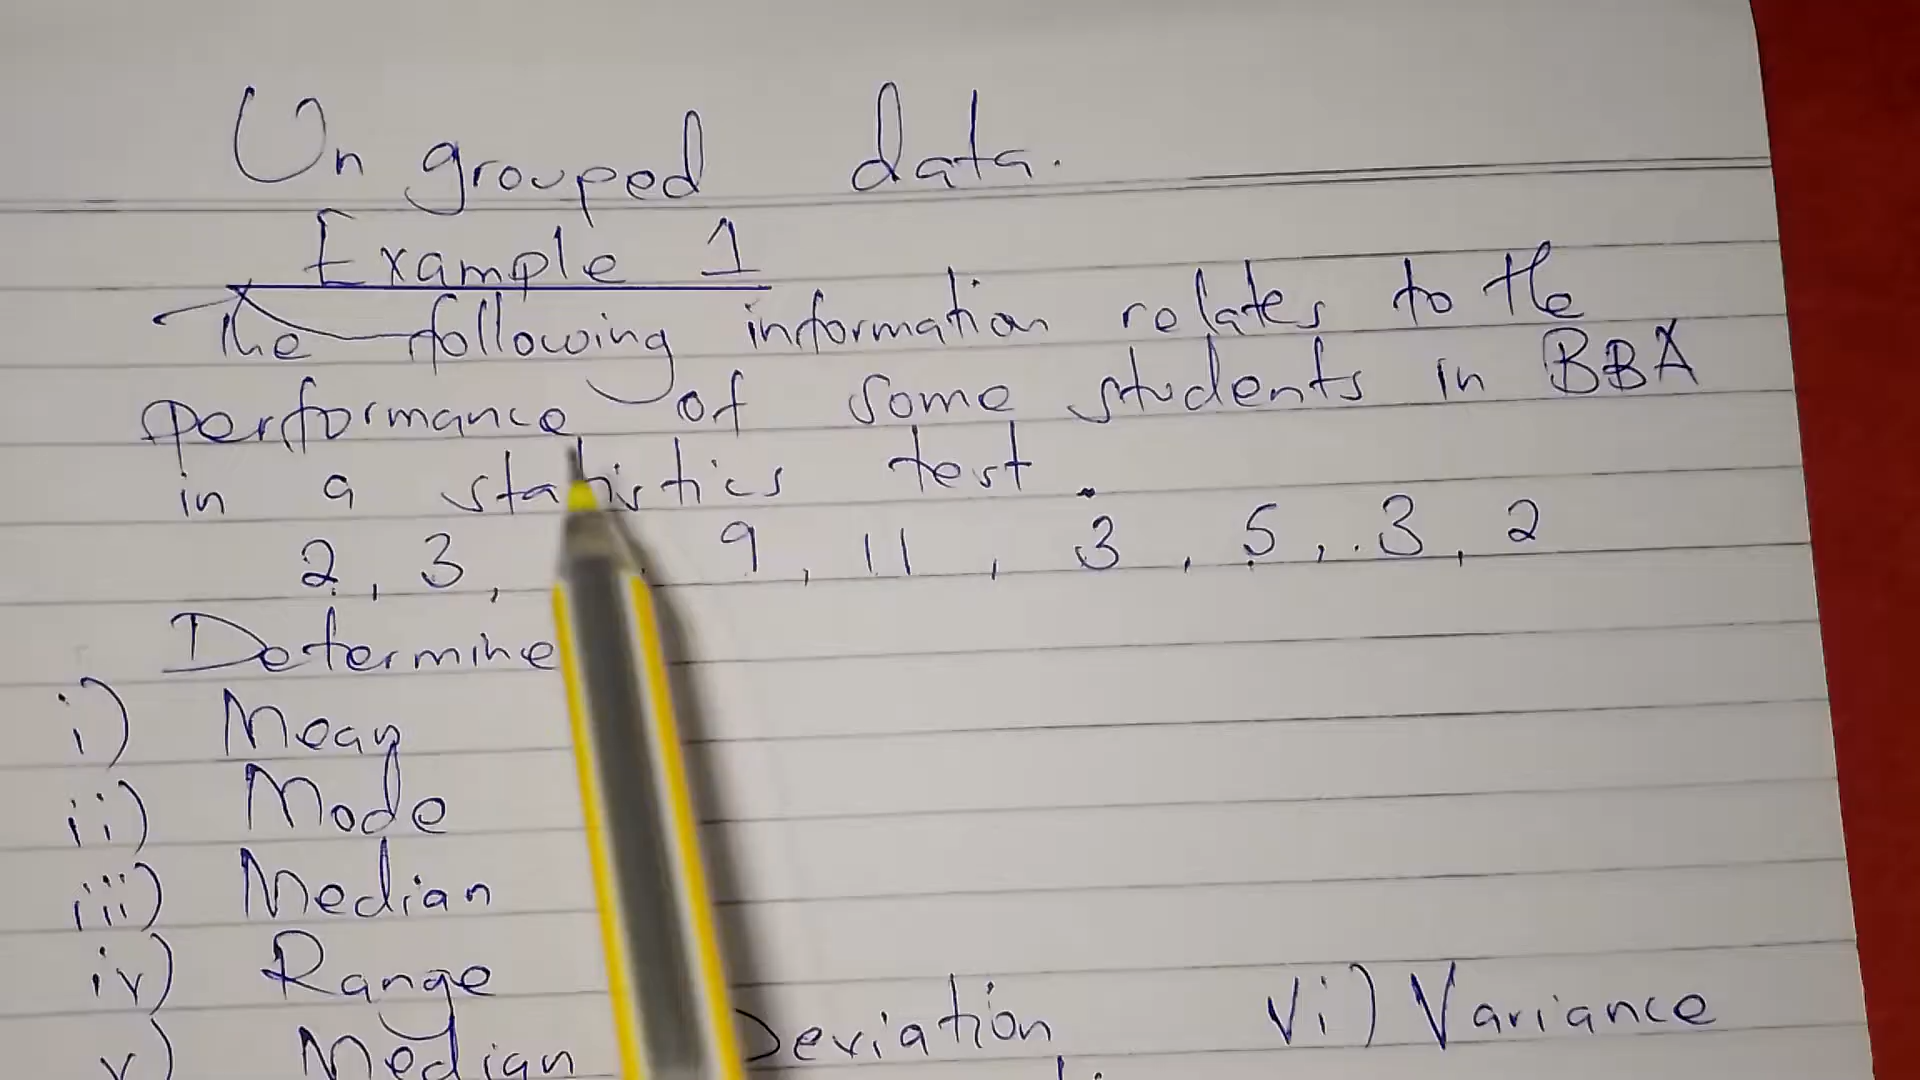 Un grouped data.
Example 1
The following information relates to the
performance of some students in BBA
in a statistics test.
2, 3, , 9, 11, 3, 5, 3, 2
Determine
i) Mean
ii) Mode
iii) Median
iv) Range
v) Median Deviation vi) Variance